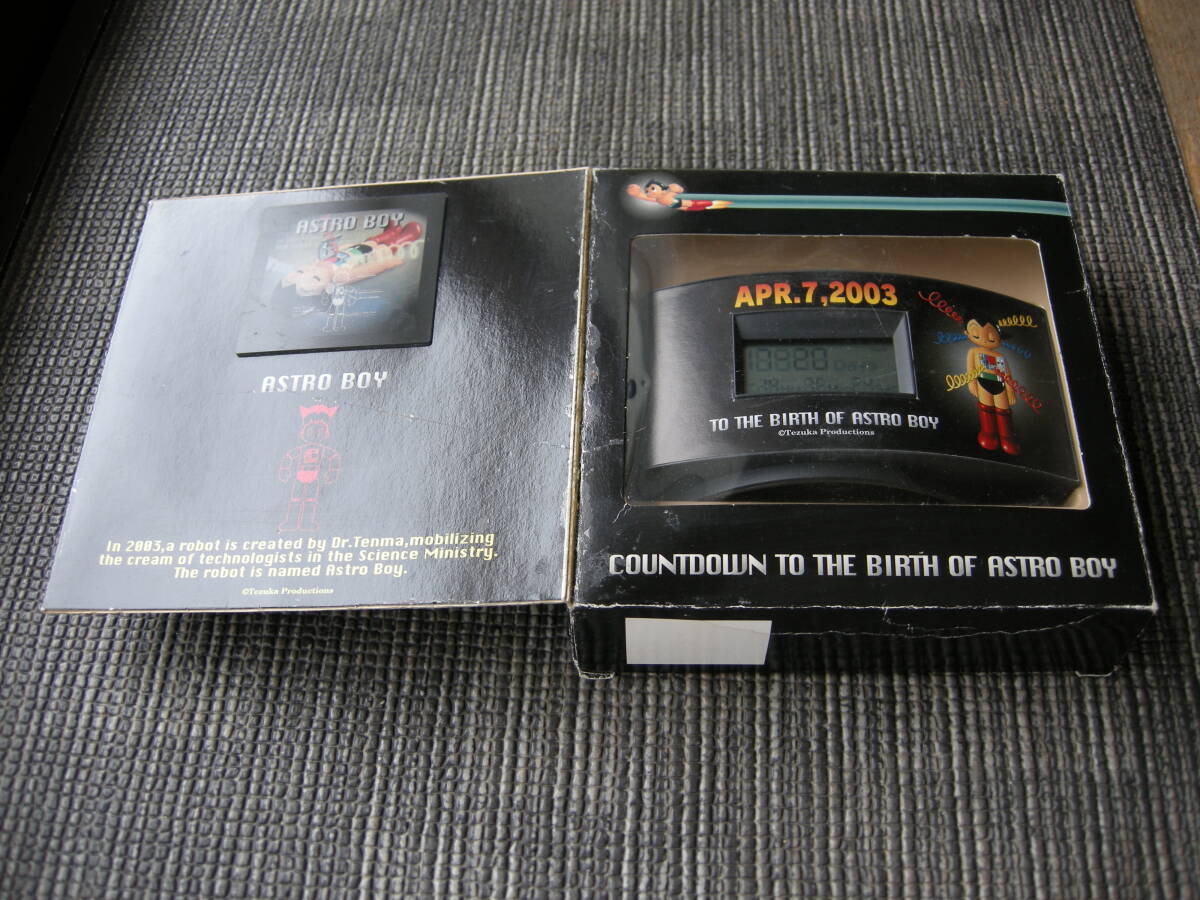 ASTRO BOY
ASTRO BOY
In 2003,a robot is created by Dr.Tenma,mobilizing
the cream of technologists in the Science Ministry.
The robot is named Astro Boy.
©Tezuka Productions
APR.7,2003
Days
TO THE BIRTH OF ASTRO BOY
©Tezuka Productions
COUNTDOWN TO THE BIRTH OF ASTRO BOY